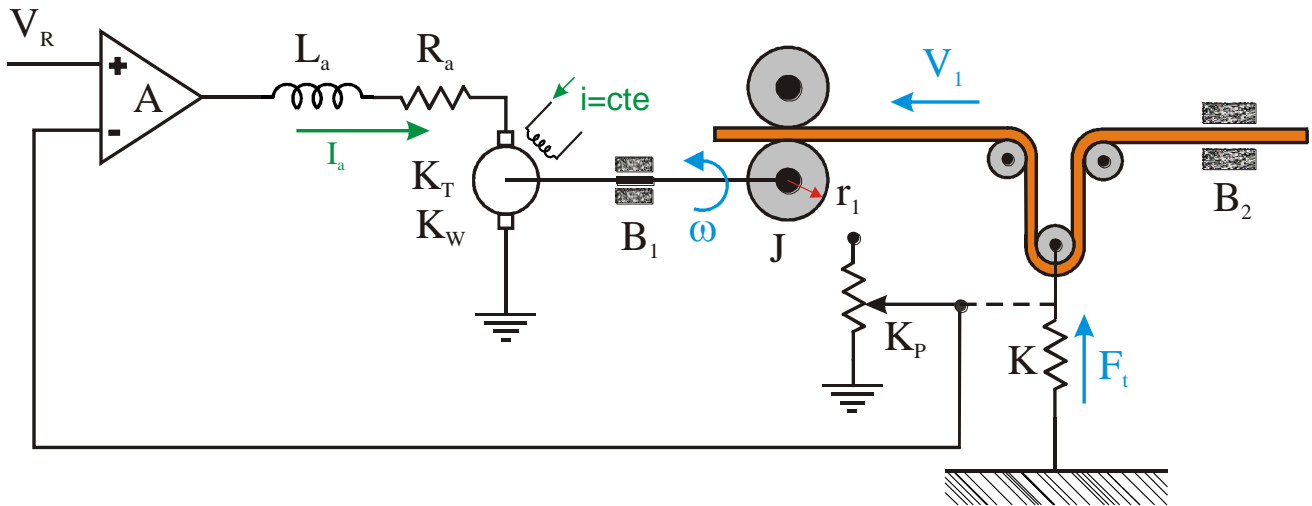 V_R
+
A
-
L_a
R_a
I_a
i=cte
K_T
K_W
B_1
ω
J
r_1
V_1
B_2
K_P
K
F_t